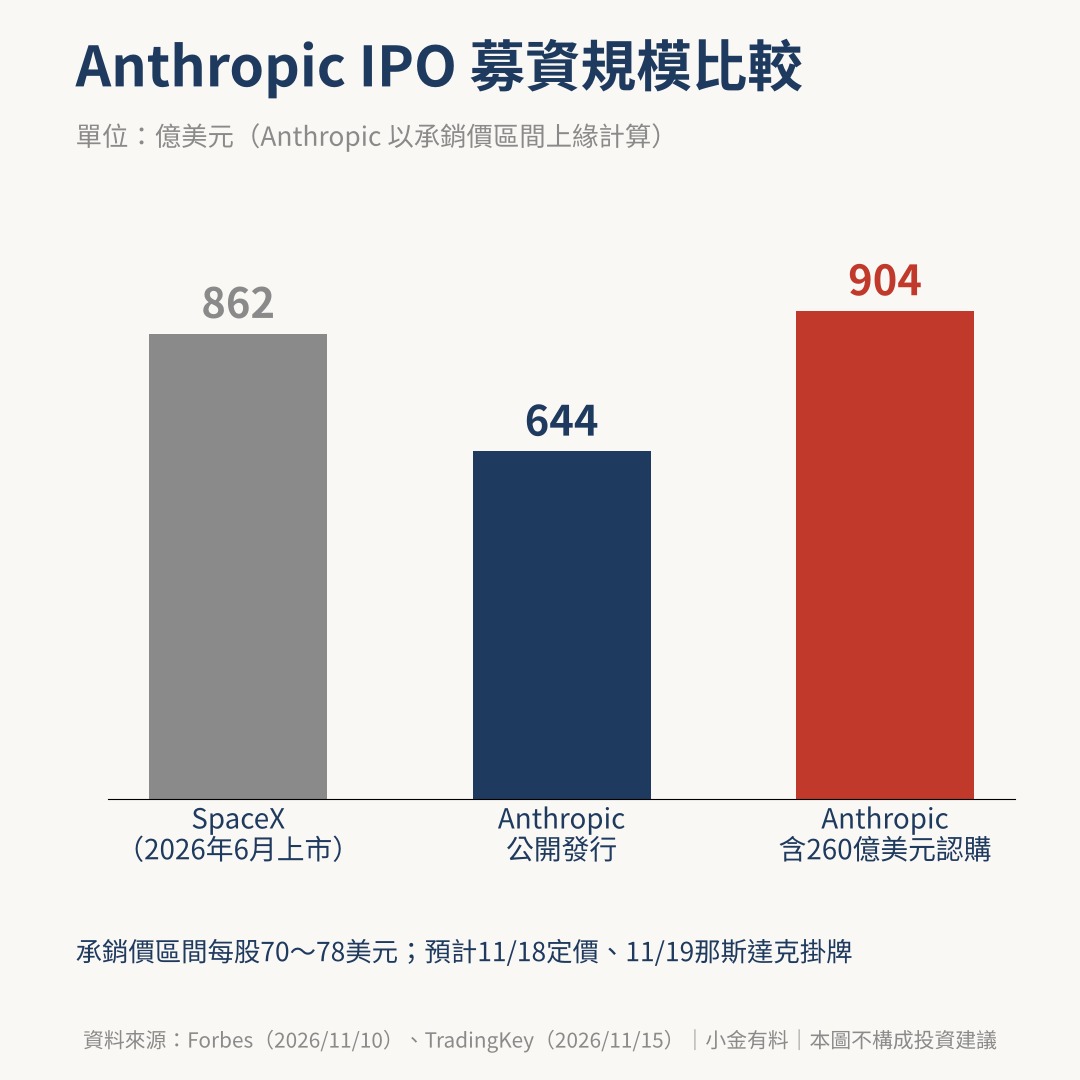 Anthropic IPO 募資規模比較
單位：億美元（Anthropic 以承銷價區間上緣計算）
862
644
904
SpaceX
（2026年6月上市）
Anthropic
公開發行
Anthropic
含260億美元認購
承銷價區間每股70～78美元；預計11/18定價、11/19那斯達克掛牌
資料來源：Forbes（2026/11/10）、TradingKey（2026/11/15）｜小金有料｜本圖不構成投資建議